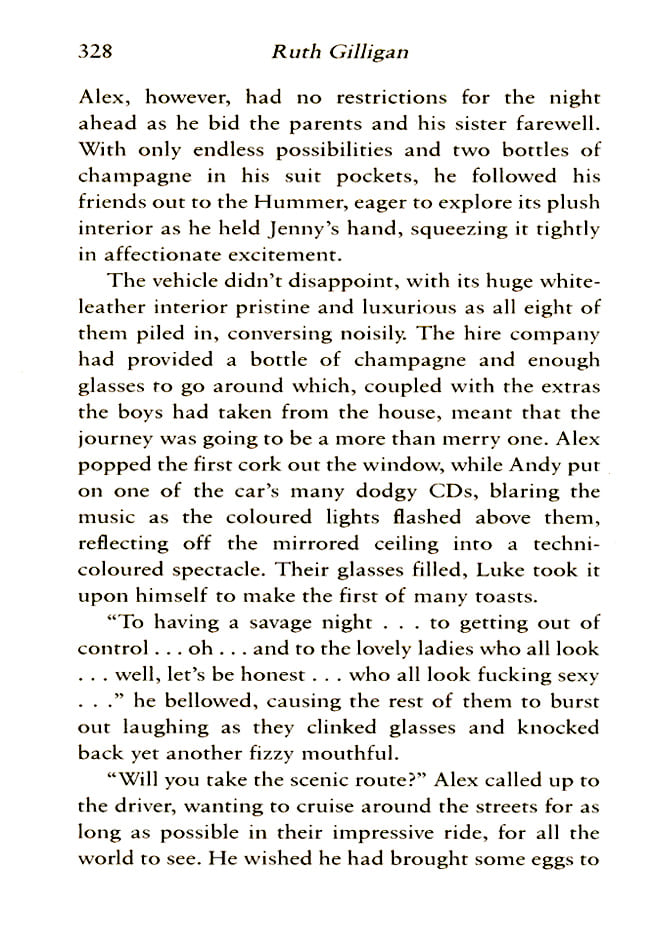 328 Ruth Gilligan
Alex, however, had no restrictions for the night
ahead as he bid the parents and his sister farewell.
With only endless possibilities and two bottles of
champagne in his suit pockets, he followed his
friends out to the Hummer, eager to explore its plush
interior as he held Jenny’s hand, squeezing it tightly
in affectionate excitement.
The vehicle didn’t disappoint, with its huge white-
leather interior pristine and luxurious as all eight of
them piled in, conversing noisily. The hire company
had provided a bottle of champagne and enough
glasses to go around which, coupled with the extras
the boys had taken from the house, meant that the
journey was going to be a more than merry one. Alex
popped the first cork out the window, while Andy put
on one of the car’s many dodgy CDs, blaring the
music as the coloured lights flashed above them,
reflecting off the mirrored ceiling into a techni-
coloured spectacle. Their glasses filled, Luke took it
upon himself to make the first of many toasts.
“To having a savage night . . . to getting out of
control . . . oh . . . and to the lovely ladies who all look
. . . well, let’s be honest . . . who all look fucking sexy
. . .” he bellowed, causing the rest of them to burst
out laughing as they clinked glasses and knocked
back yet another fizzy mouthful.
“Will you take the scenic route?” Alex called up to
the driver, wanting to cruise around the streets for as
long as possible in their impressive ride, for all the
world to see. He wished he had brought some eggs to